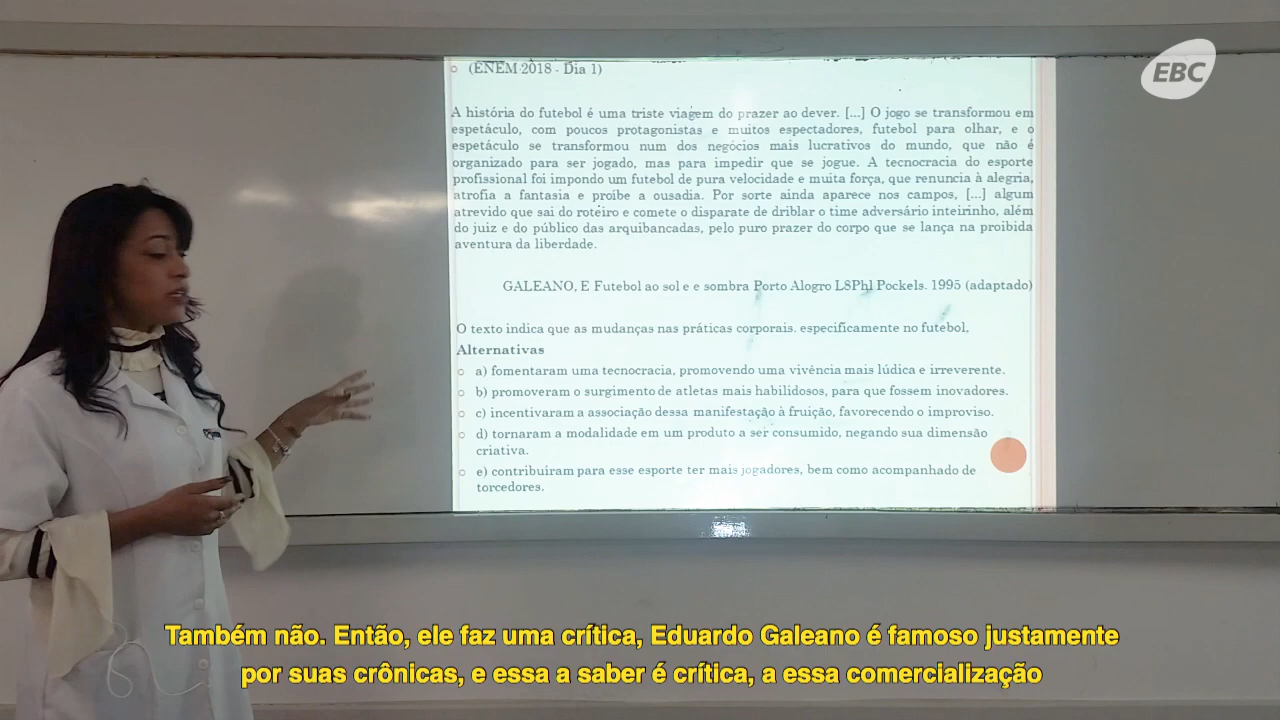 EBC
(ENEM 2018 - Dia 1)
A história do futebol é uma triste viagem do prazer ao dever. [...] O jogo se transformou em
espetáculo, com poucos protagonistas e muitos espectadores, futebol para olhar, e o
espetáculo se transformou num dos negócios mais lucrativos do mundo, que não é
organizado para ser jogado, mas para impedir que se jogue. A tecnocracia do esporte
profissional foi impondo um futebol de pura velocidade e muita força, que renuncia à alegria,
atrofia a fantasia e proíbe a ousadia. Por sorte ainda aparece nos campos, [...] algum
atrevido que sai do roteiro e comete o disparate de driblar o time adversário inteirinho, além
do juiz e do público das arquibancadas, pelo puro prazer do corpo que se lança na proibida
aventura da liberdade.
GALEANO, E Futebol ao sol e e sombra Porto Alogro L8Phl Pockels. 1995 (adaptado)
O texto indica que as mudanças nas práticas corporais. especificamente no futebol,
Alternativas
a) fomentaram uma tecnocracia, promovendo uma vivência mais lúdica e irreverente.
b) promoveram o surgimento de atletas mais habilidosos, para que fossem inovadores.
c) incentivaram a associação dessa manifestação à fruição, favorecendo o improviso.
d) tornaram a modalidade em um produto a ser consumido, negando sua dimensão
criativa.
e) contribuíram para esse esporte ter mais jogadores, bem como acompanhado de
torcedores.
Também não. Então, ele faz uma crítica, Eduardo Galeano é famoso justamente
por suas crônicas, e essa a saber é crítica, a essa comercialização